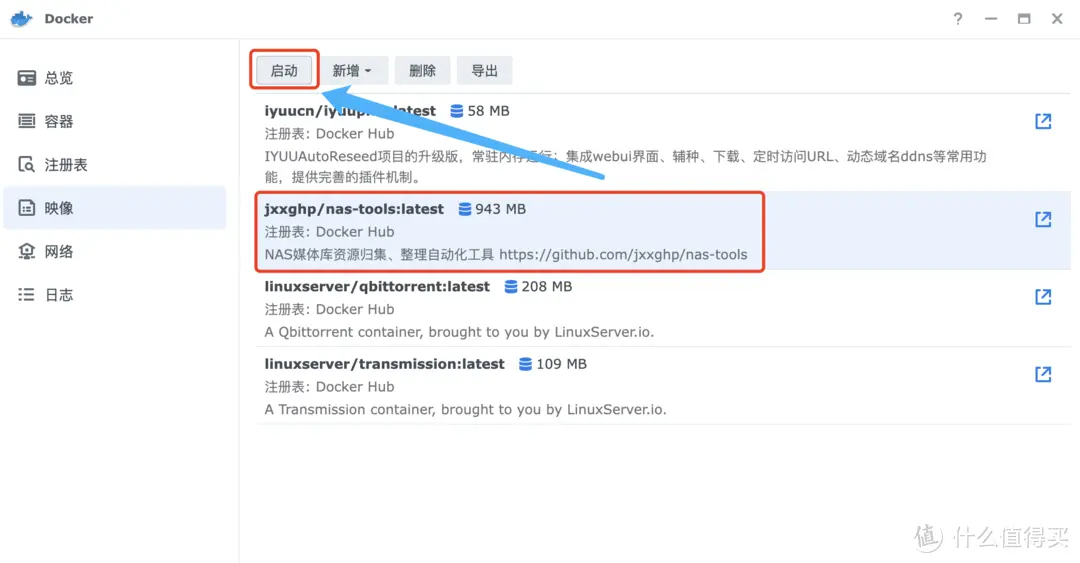 Docker
总览
容器
注册表
映像
网络
日志
启动 新增 删除 导出
58 MB
注册表: Docker Hub
IYUUAutoReseed项目的升级版，常驻内存运行：集成webui界面、辅种、下载、定时访问URL、动态域名ddns等常用功
能，提供完善的插件机制。
jxxghp/nas-tools:latest 943 MB
注册表: Docker Hub
NAS媒体库资源归集、整理自动化工具 https://github.com/jxxghp/nas-tools
linuxserver/qbittorrent:latest 208 MB
注册表: Docker Hub
A Qbittorrent container, brought to you by LinuxServer.io.
linuxserver/transmission:latest 109 MB
注册表: Docker Hub
A Transmission container, brought to you by LinuxServer.io.
值 什么值得买